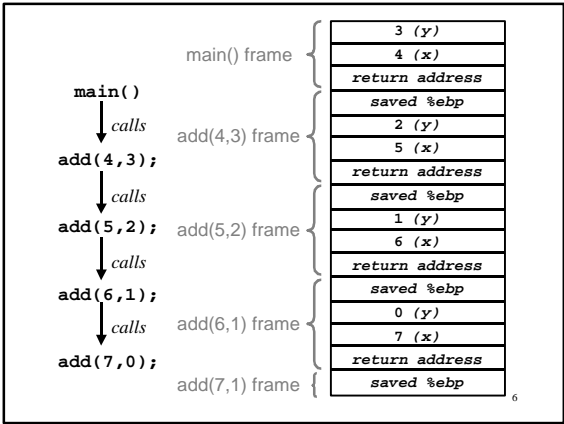 main()
calls
add(4,3);
calls
add(5,2);
calls
add(6,1);
calls
add(7,0);
main() frame
add(4,3) frame
add(5,2) frame
add(6,1) frame
add(7,1) frame
3 (y)
4 (x)
return address
saved %ebp
2 (y)
5 (x)
return address
saved %ebp
1 (y)
6 (x)
return address
saved %ebp
0 (y)
7 (x)
return address
saved %ebp
6